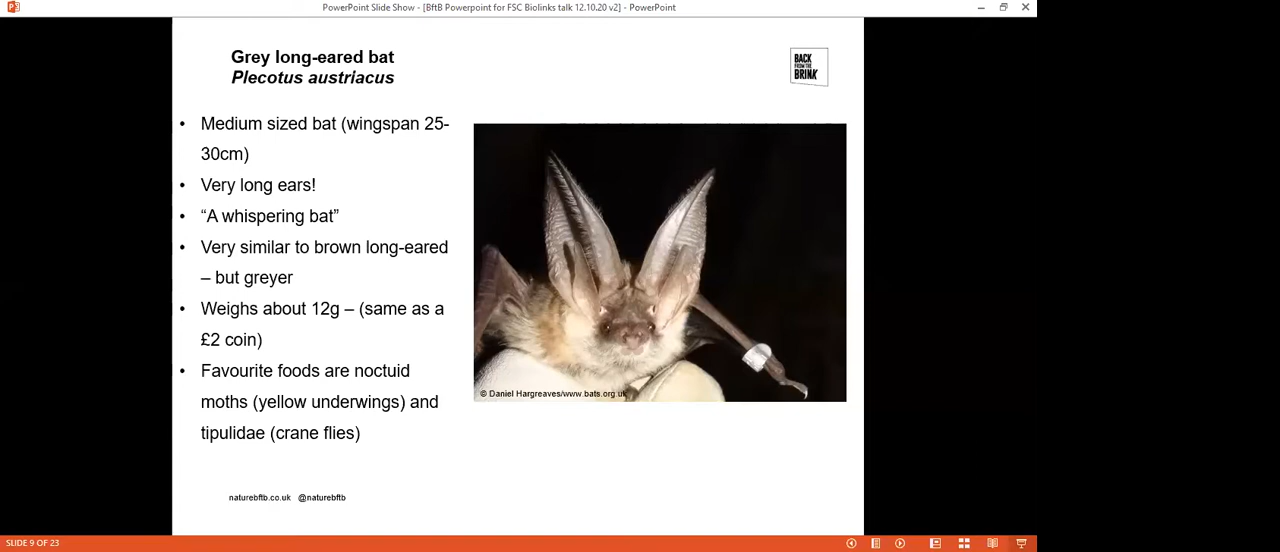 PowerPoint Slide Show - [BftB Powerpoint for FSC Biolinks talk 12.10.20 v2] - PowerPoint
Grey long-eared bat
Plecotus austriacus
BACK
FROM THE
BRINK
• Medium sized bat (wingspan 25-
30cm)
• Very long ears!
• “A whispering bat”
• Very similar to brown long-eared
– but greyer
• Weighs about 12g – (same as a
£2 coin)
• Favourite foods are noctuid
moths (yellow underwings) and
tipulidae (crane flies)
© Daniel Hargreaves/www.bats.org.uk
naturebftb.co.uk @naturebftb
SLIDE 9 OF 23